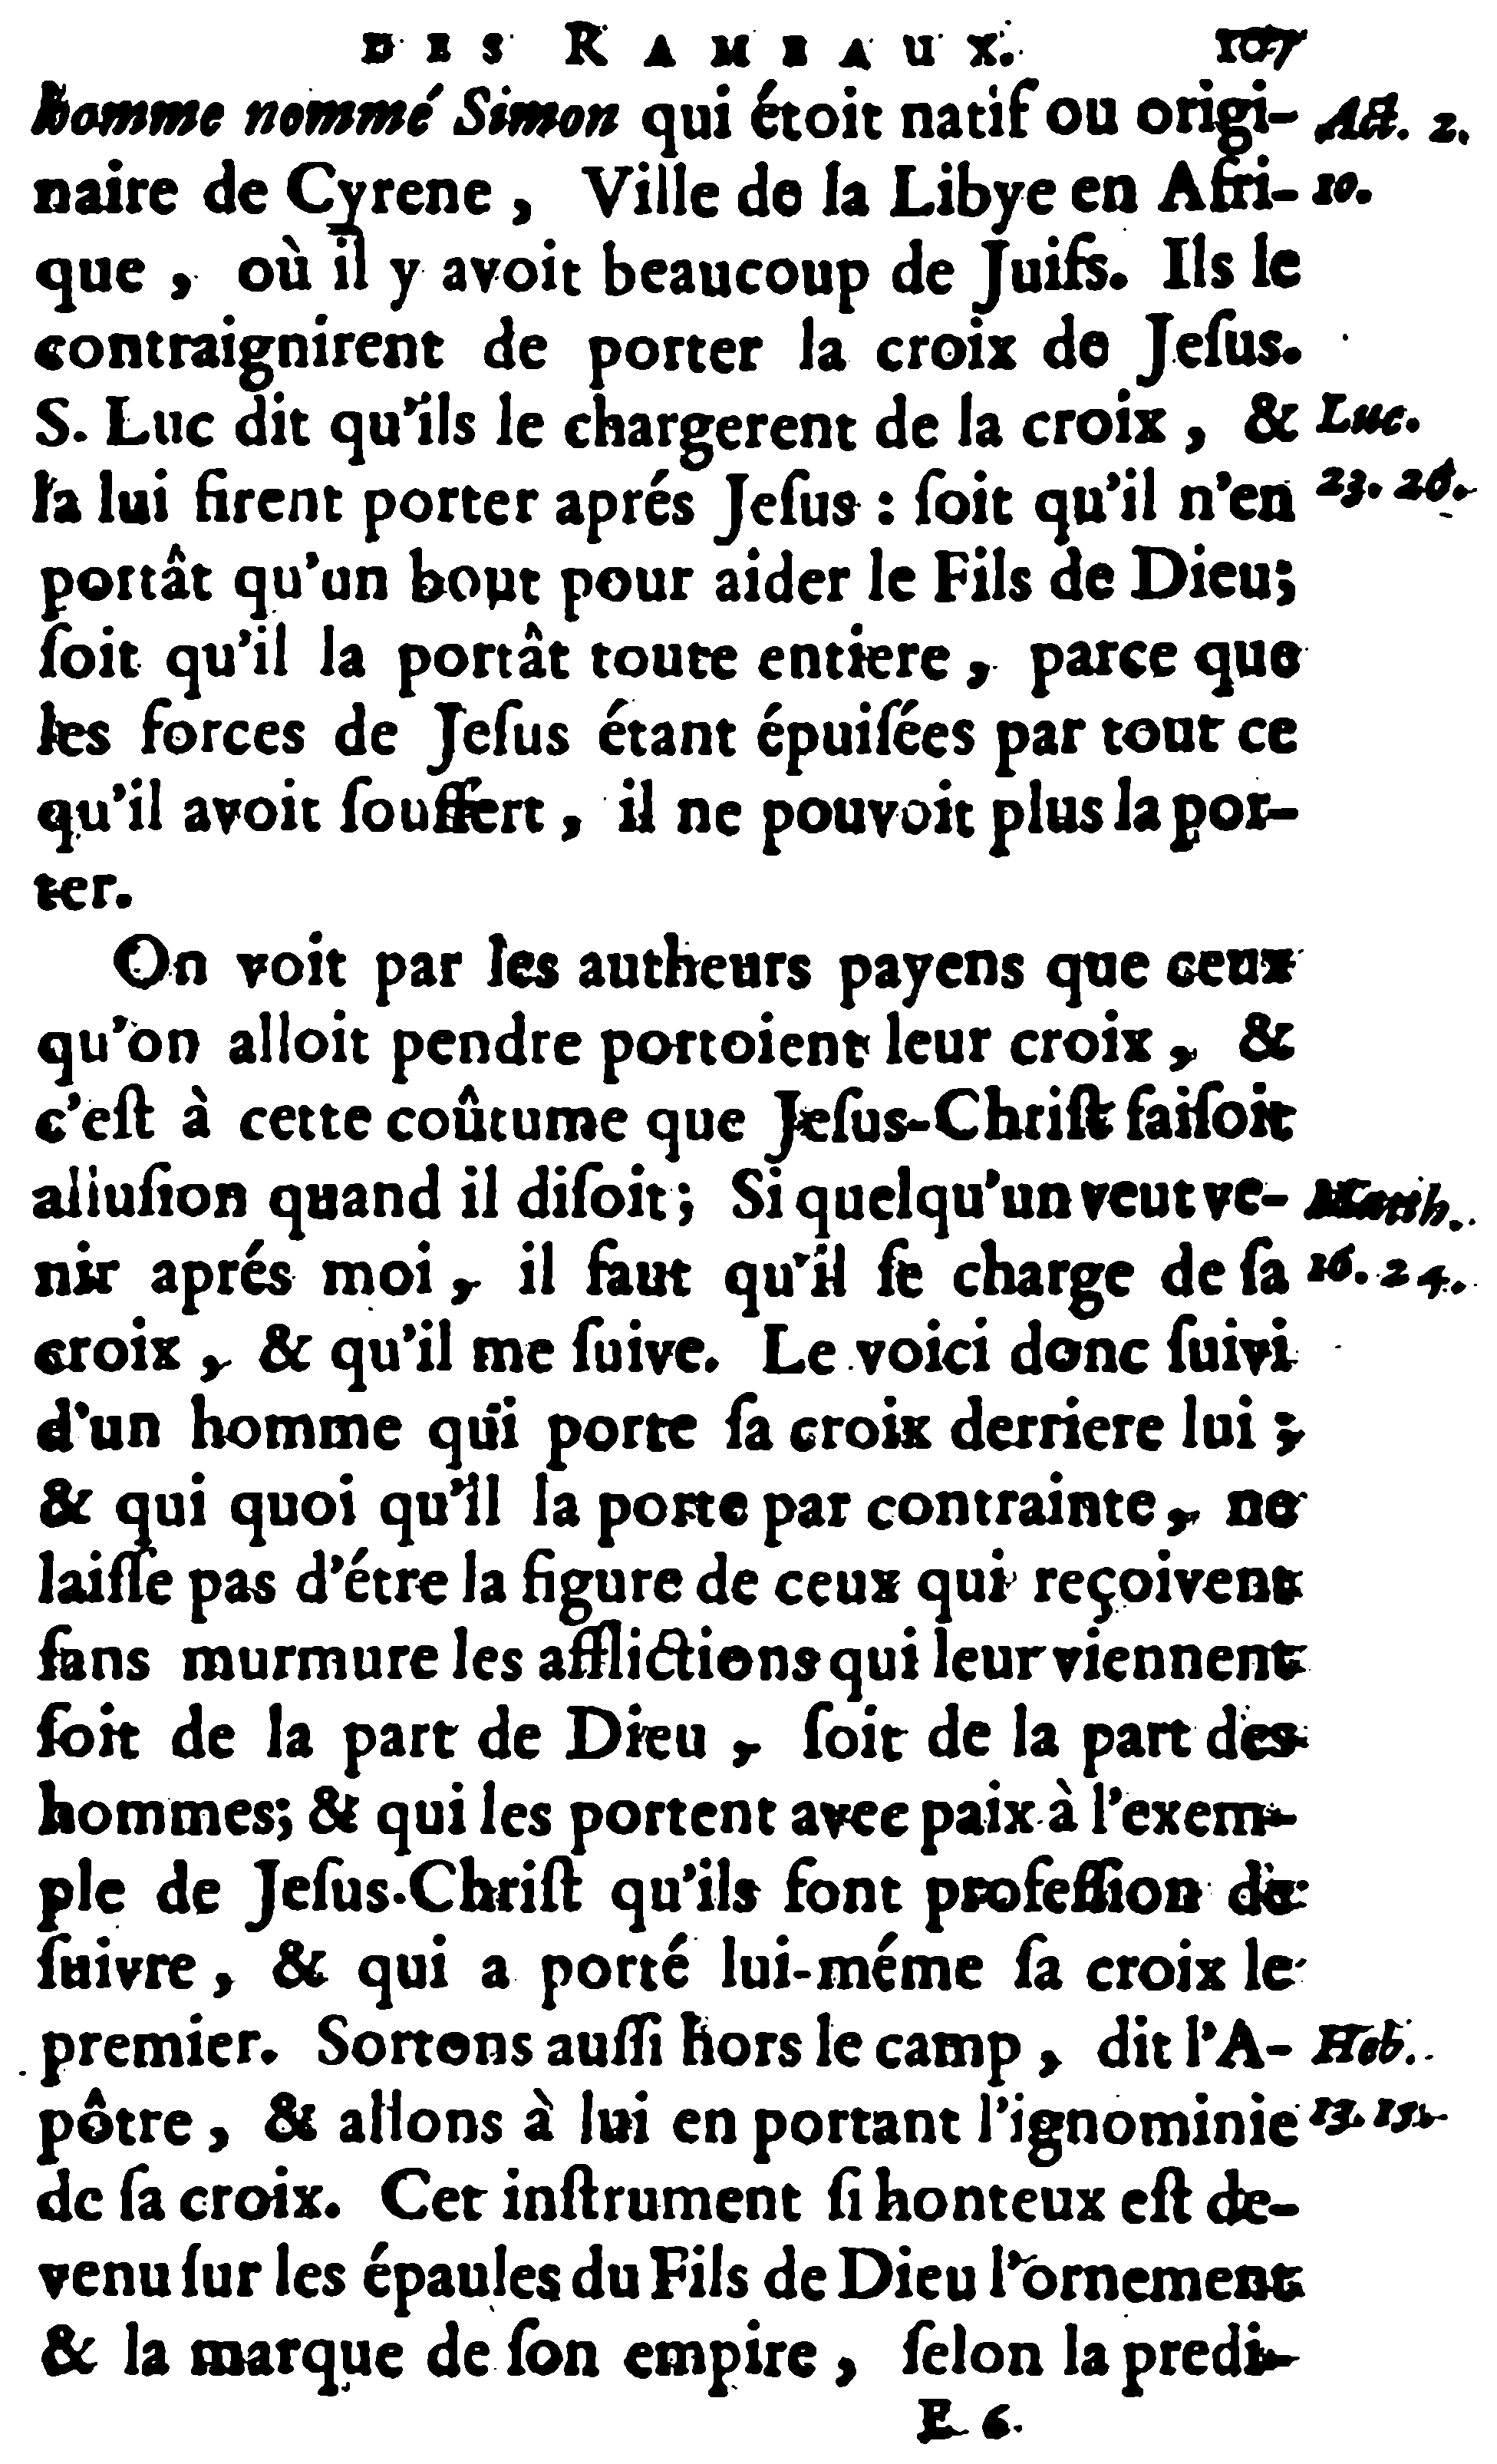 DES RAMEAUX. 107
homme nommé Simon qui étoit natif ou origi- Act. 2.
naire de Cyrene, Ville de la Libye en Afri- 10.
que, où il y avoit beaucoup de Juifs. Ils le
contraignirent de porter la croix de Jeſus.
S. Luc dit qu'ils le chargerent de la croix, & Luc.
la lui firent porter aprés Jeſus : ſoit qu'il n'en 23. 26.
portât qu'un bout pour aider le Fils de Dieu;
ſoit qu'il la portât toute entiere, parce que
les forces de Jeſus étant épuiſées par tout ce
qu'il avoit ſouffert, il ne pouvoit plus la por-
ter.
On voit par les autheurs payens que ceux
qu'on alloit pendre portoient leur croix, &
c'eſt à cette coûtume que Jeſus-Chriſt faiſoit
alluſion quand il diſoit; Si quelqu'un veut ve- Matth.
nir aprés moi, il faut qu'il ſe charge de ſa 16. 24.
croix, & qu'il me ſuive. Le voici donc ſuivi
d'un homme qui porte ſa croix derriere lui;
& qui quoi qu'il la porte par contrainte, ne
laiſſe pas d'étre la figure de ceux qui reçoivent
ſans murmure les afflictions qui leur viennent
ſoit de la part de Dieu, ſoit de la part des
hommes; & qui les portent avec paix à l'exem-
ple de Jeſus-Chriſt qu'ils font profeſſion de
ſuivre, & qui a porté lui-méme ſa croix le
premier. Sortons auſſi hors le camp, dit l'A- Heb.
pôtre, & allons à lui en portant l'ignominie 13. 13.
de ſa croix. Cet inſtrument ſi honteux eſt de-
venu ſur les épaules du Fils de Dieu l'ornement
& la marque de ſon empire, ſelon la predi-
E 6.